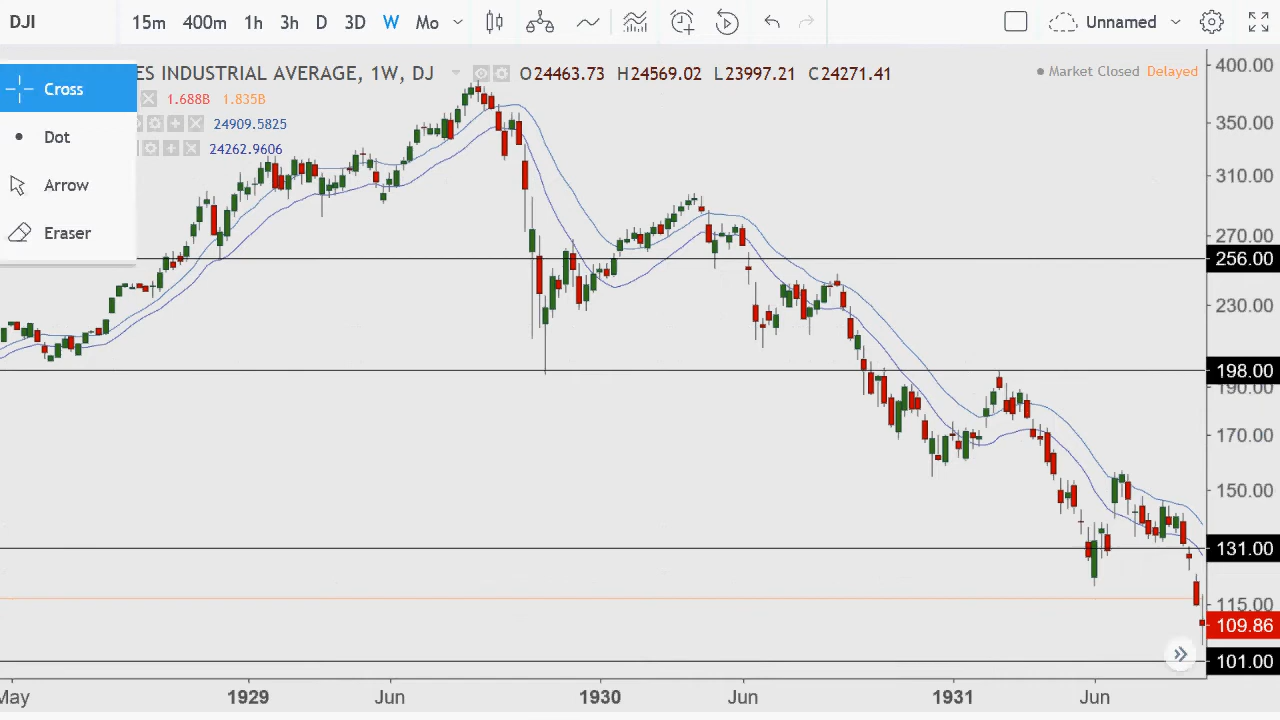 DJI 15m 400m 1h 3h D 3D W Mo Unnamed
ES INDUSTRIAL AVERAGE, 1W, DJ O24463.73 H24569.02 L23997.21 C24271.41 Market Closed Delayed
Cross
1.688B 1.835B
24909.5825
Dot
24262.9606
Arrow
Eraser
400.00
350.00
310.00
270.00
256.00
230.00
198.00
190.00
170.00
150.00
131.00
115.00
109.86
101.00
May 1929 Jun 1930 Jun 1931 Jun